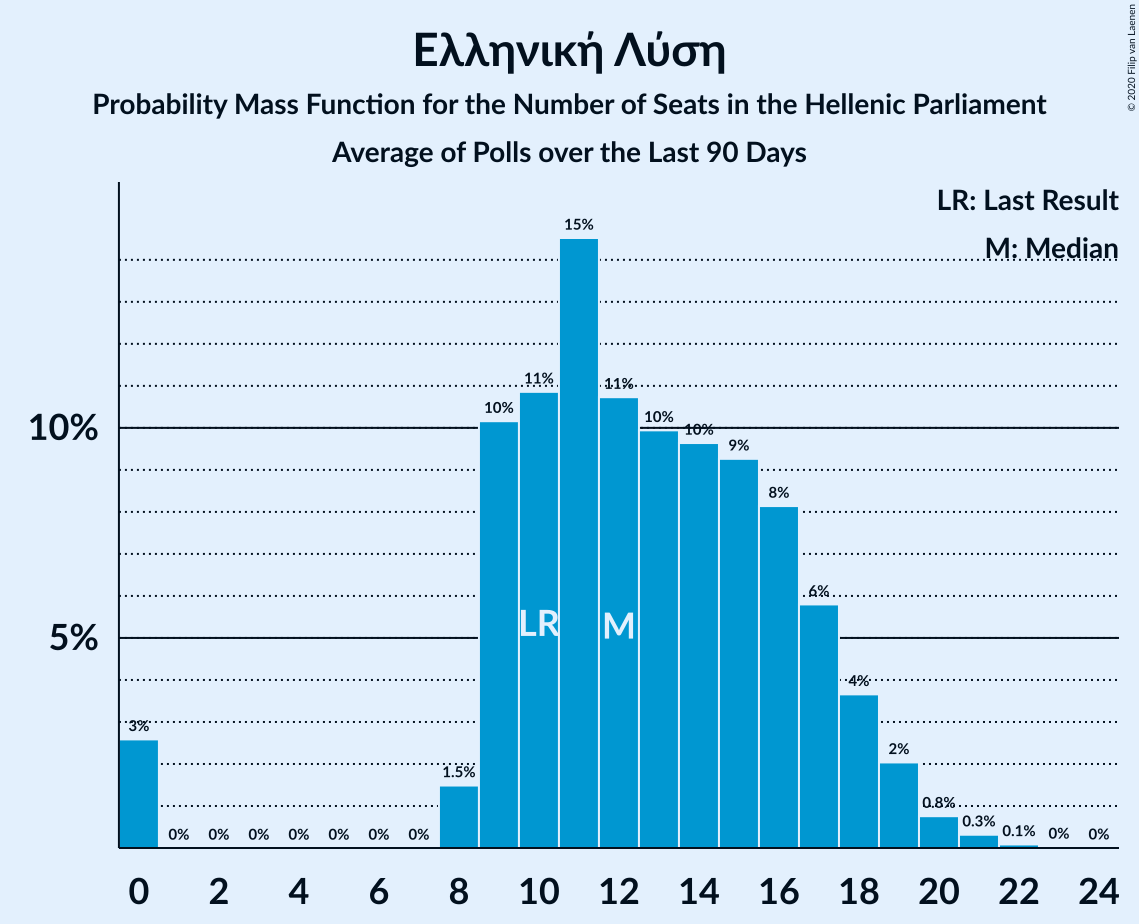 Ελληνική Λύση
Probability Mass Function for the Number of Seats in the Hellenic Parliament
Average of Polls over the Last 90 Days
© 2020 Filip van Laenen
LR: Last Result
M: Median
15%
11%
11%
10%
10%
10%
10%
9%
8%
6%
LR
M
5%
4%
3%
2%
1.5%
0.8%
0.3%
0.1%
0% 0% 0% 0% 0% 0% 0% 0% 0%
0 2 4 6 8 10 12 14 16 18 20 22 24